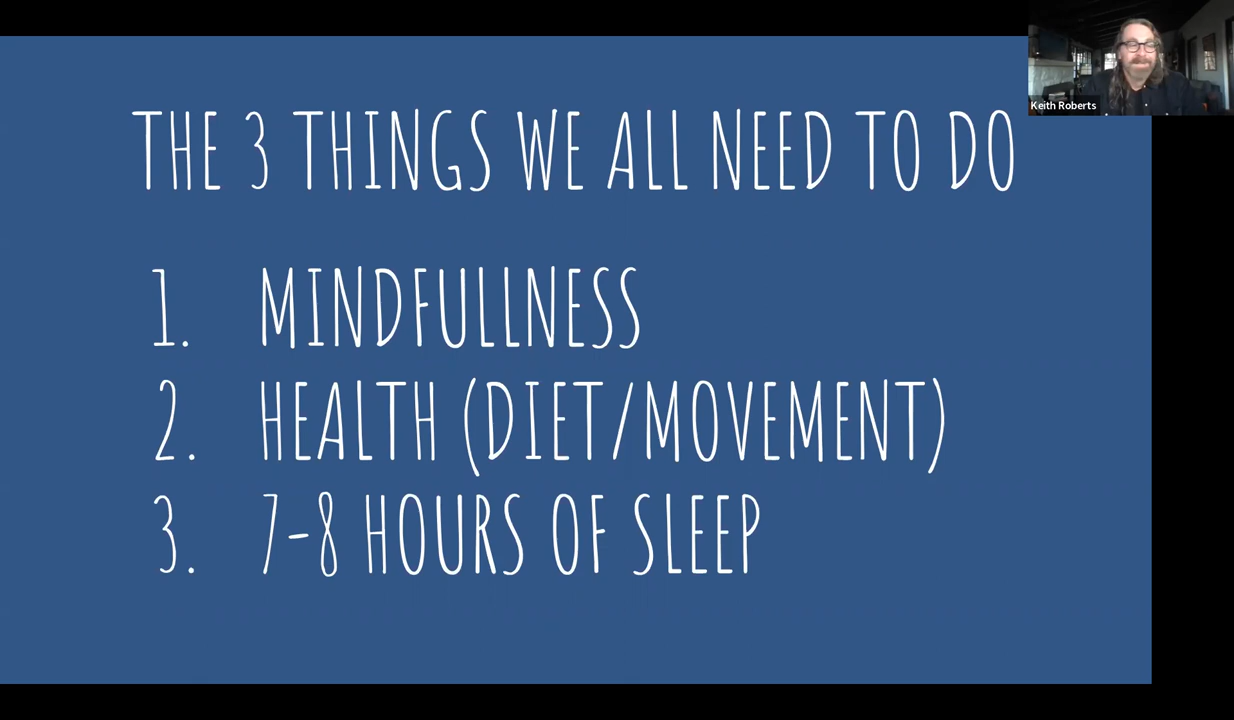 THE 3 THINGS WE ALL NEED TO DO
1. MINDFULLNESS
2. HEALTH (DIET/MOVEMENT)
3. 7-8 HOURS OF SLEEP
Keith Roberts